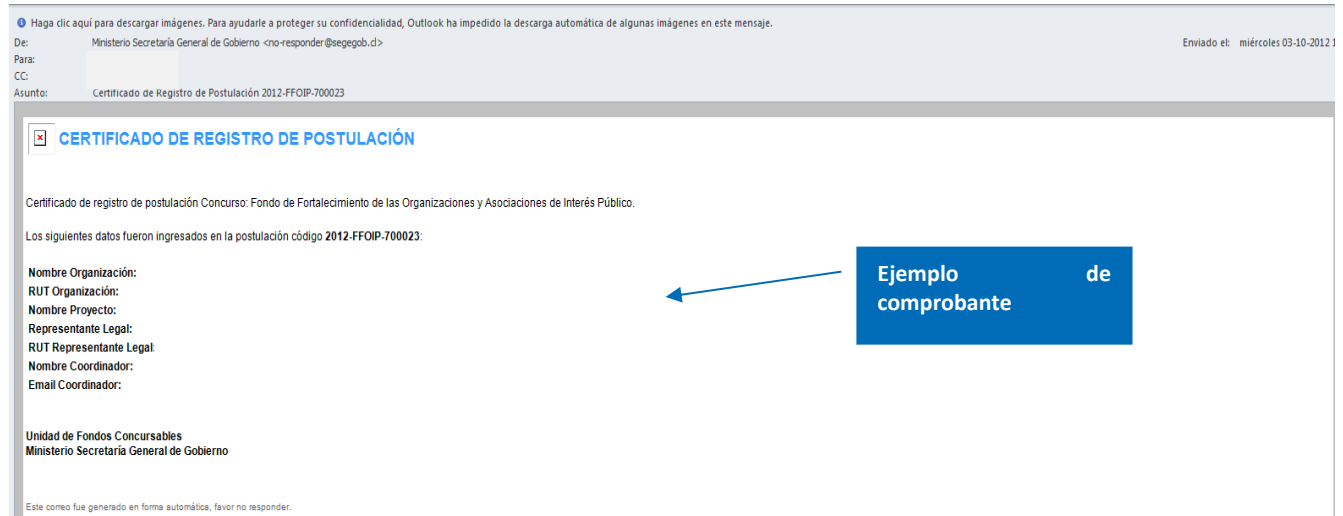 Haga clic aquí para descargar imágenes. Para ayudarle a proteger su confidencialidad, Outlook ha impedido la descarga automática de algunas imágenes en este mensaje.
De: Ministerio Secretaría General de Gobierno <no-responder@segegob.cl> Enviado el: miércoles 03-10-2012 1
Para:
CC:
Asunto: Certificado de Registro de Postulación 2012-FFOIP-700023
CERTIFICADO DE REGISTRO DE POSTULACIÓN
Certificado de registro de postulación Concurso: Fondo de Fortalecimiento de las Organizaciones y Asociaciones de Interés Público.
Los siguientes datos fueron ingresados en la postulación código 2012-FFOIP-700023:
Nombre Organización:
RUT Organización:
Nombre Proyecto:
Representante Legal:
RUT Representante Legal:
Nombre Coordinador:
Email Coordinador:
Ejemplo de
comprobante
Unidad de Fondos Concursables
Ministerio Secretaría General de Gobierno
Este correo fue generado en forma automática, favor no responder.